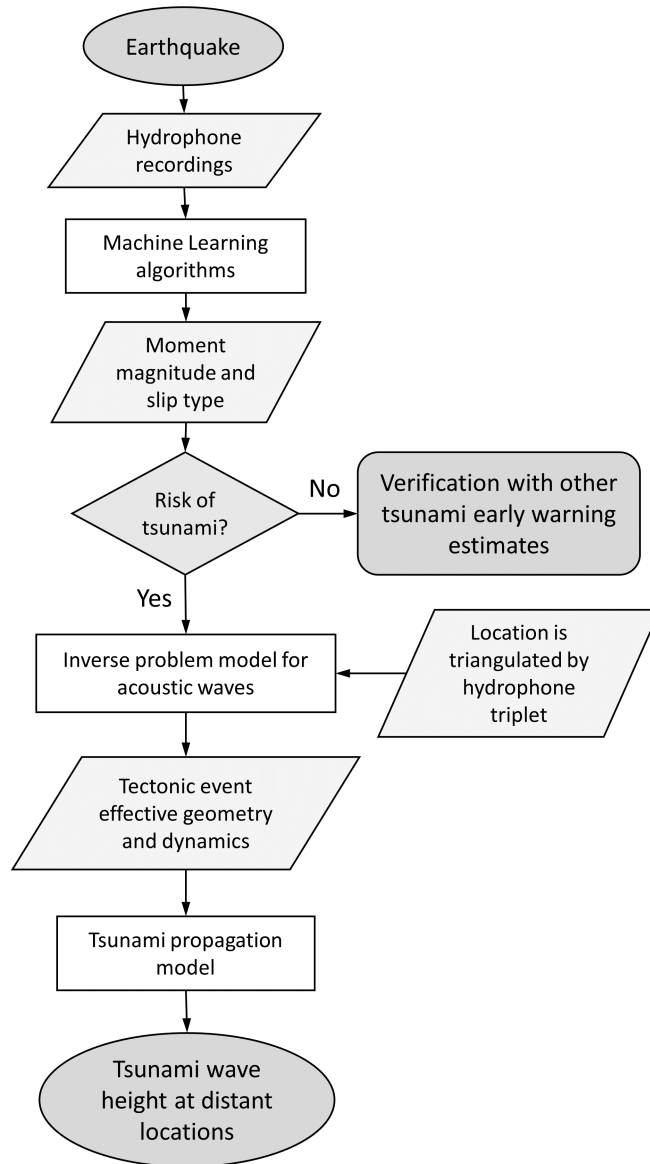 Earthquake
Hydrophone
recordings
Machine Learning
algorithms
Moment
magnitude and
slip type
Risk of
tsunami?
No
Verification with other
tsunami early warning
estimates
Yes
Inverse problem model for
acoustic waves
Location is
triangulated by
hydrophone
triplet
Tectonic event
effective geometry
and dynamics
Tsunami propagation
model
Tsunami wave
height at distant
locations